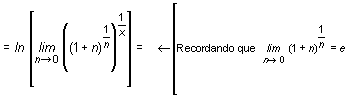 = ln [ lim n→0 ( (1 + n)^(1/n) )^(1/x) ] = ← [ Recordando que lim n→0 (1 + n)^(1/n) = e